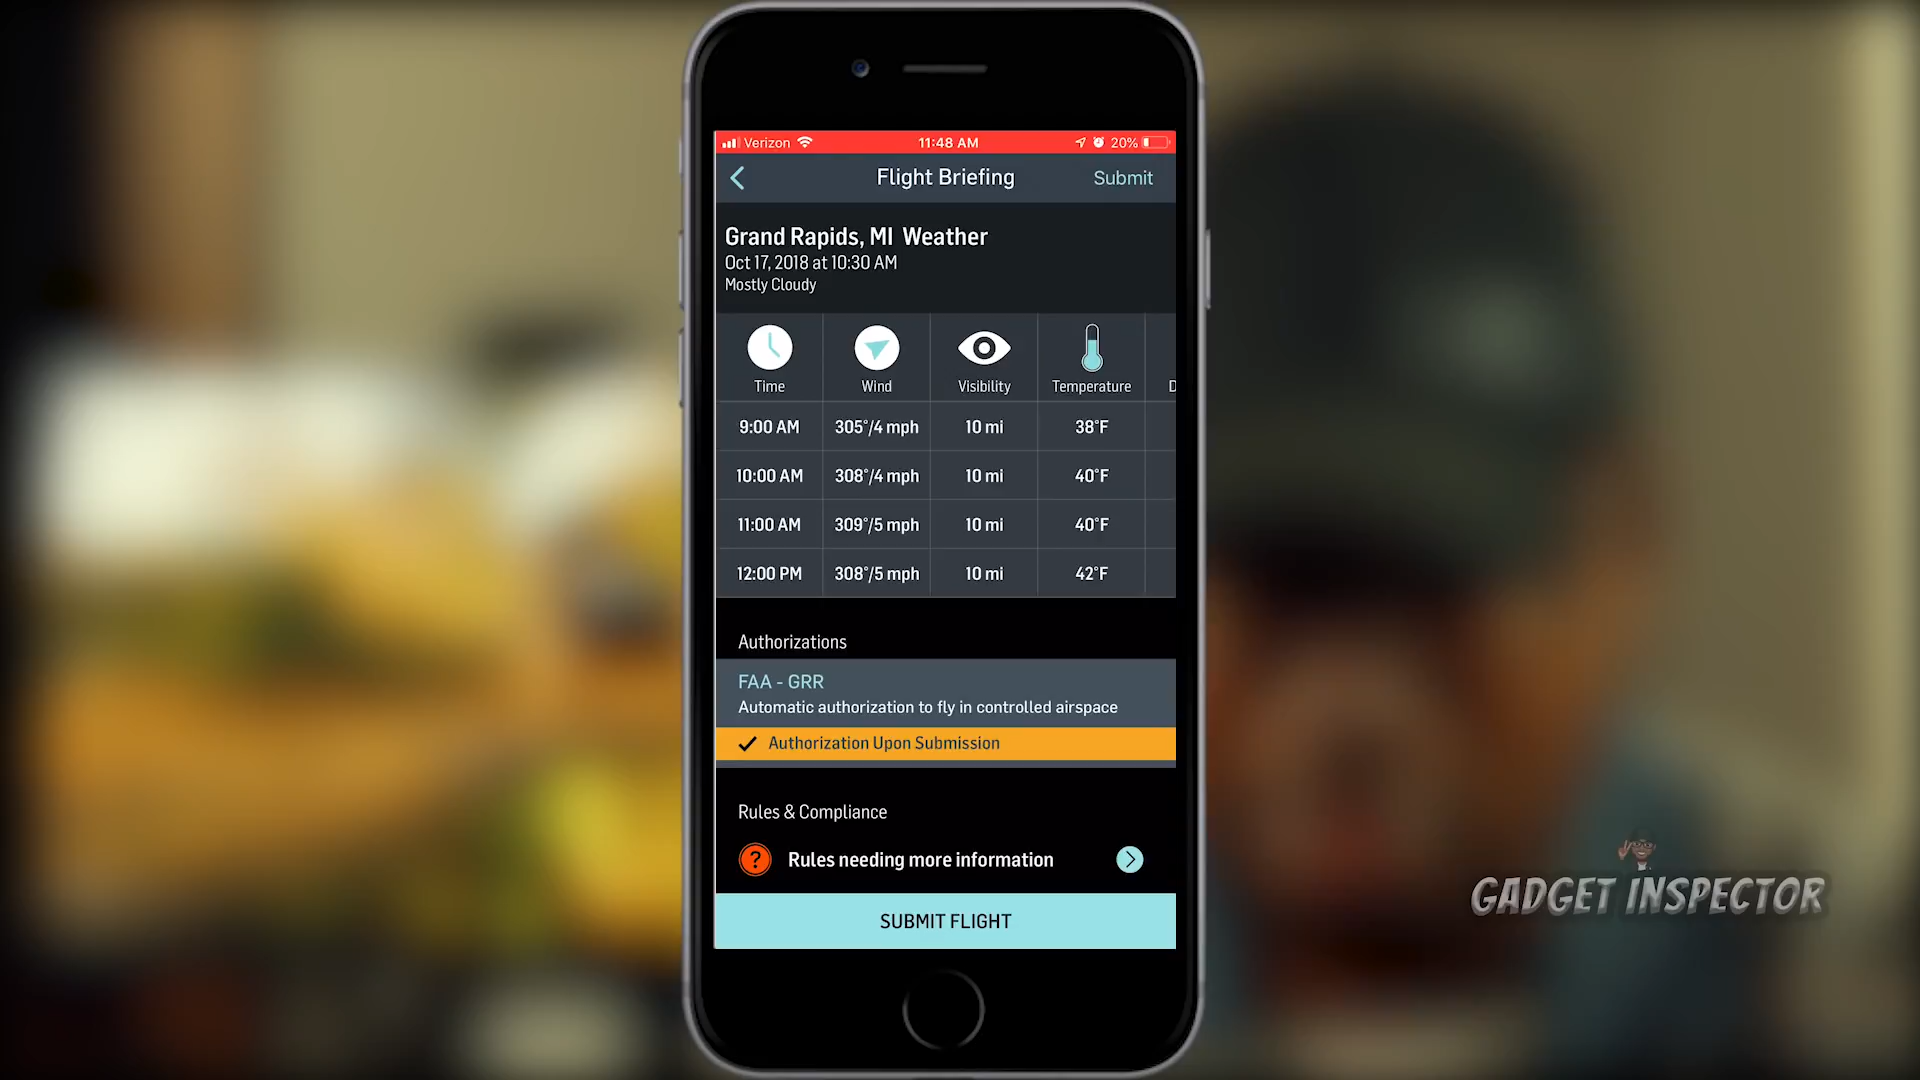 Verizon 11:48 AM 20%
Flight Briefing Submit
Grand Rapids, MI Weather
Oct 17, 2018 at 10:30 AM
Mostly Cloudy
Time Wind Visibility Temperature D
9:00 AM 305°/4 mph 10 mi 38°F
10:00 AM 308°/4 mph 10 mi 40°F
11:00 AM 309°/5 mph 10 mi 40°F
12:00 PM 308°/5 mph 10 mi 42°F
Authorizations
FAA - GRR
Automatic authorization to fly in controlled airspace
Authorization Upon Submission
Rules & Compliance
? Rules needing more information
SUBMIT FLIGHT
GADGET INSPECTOR